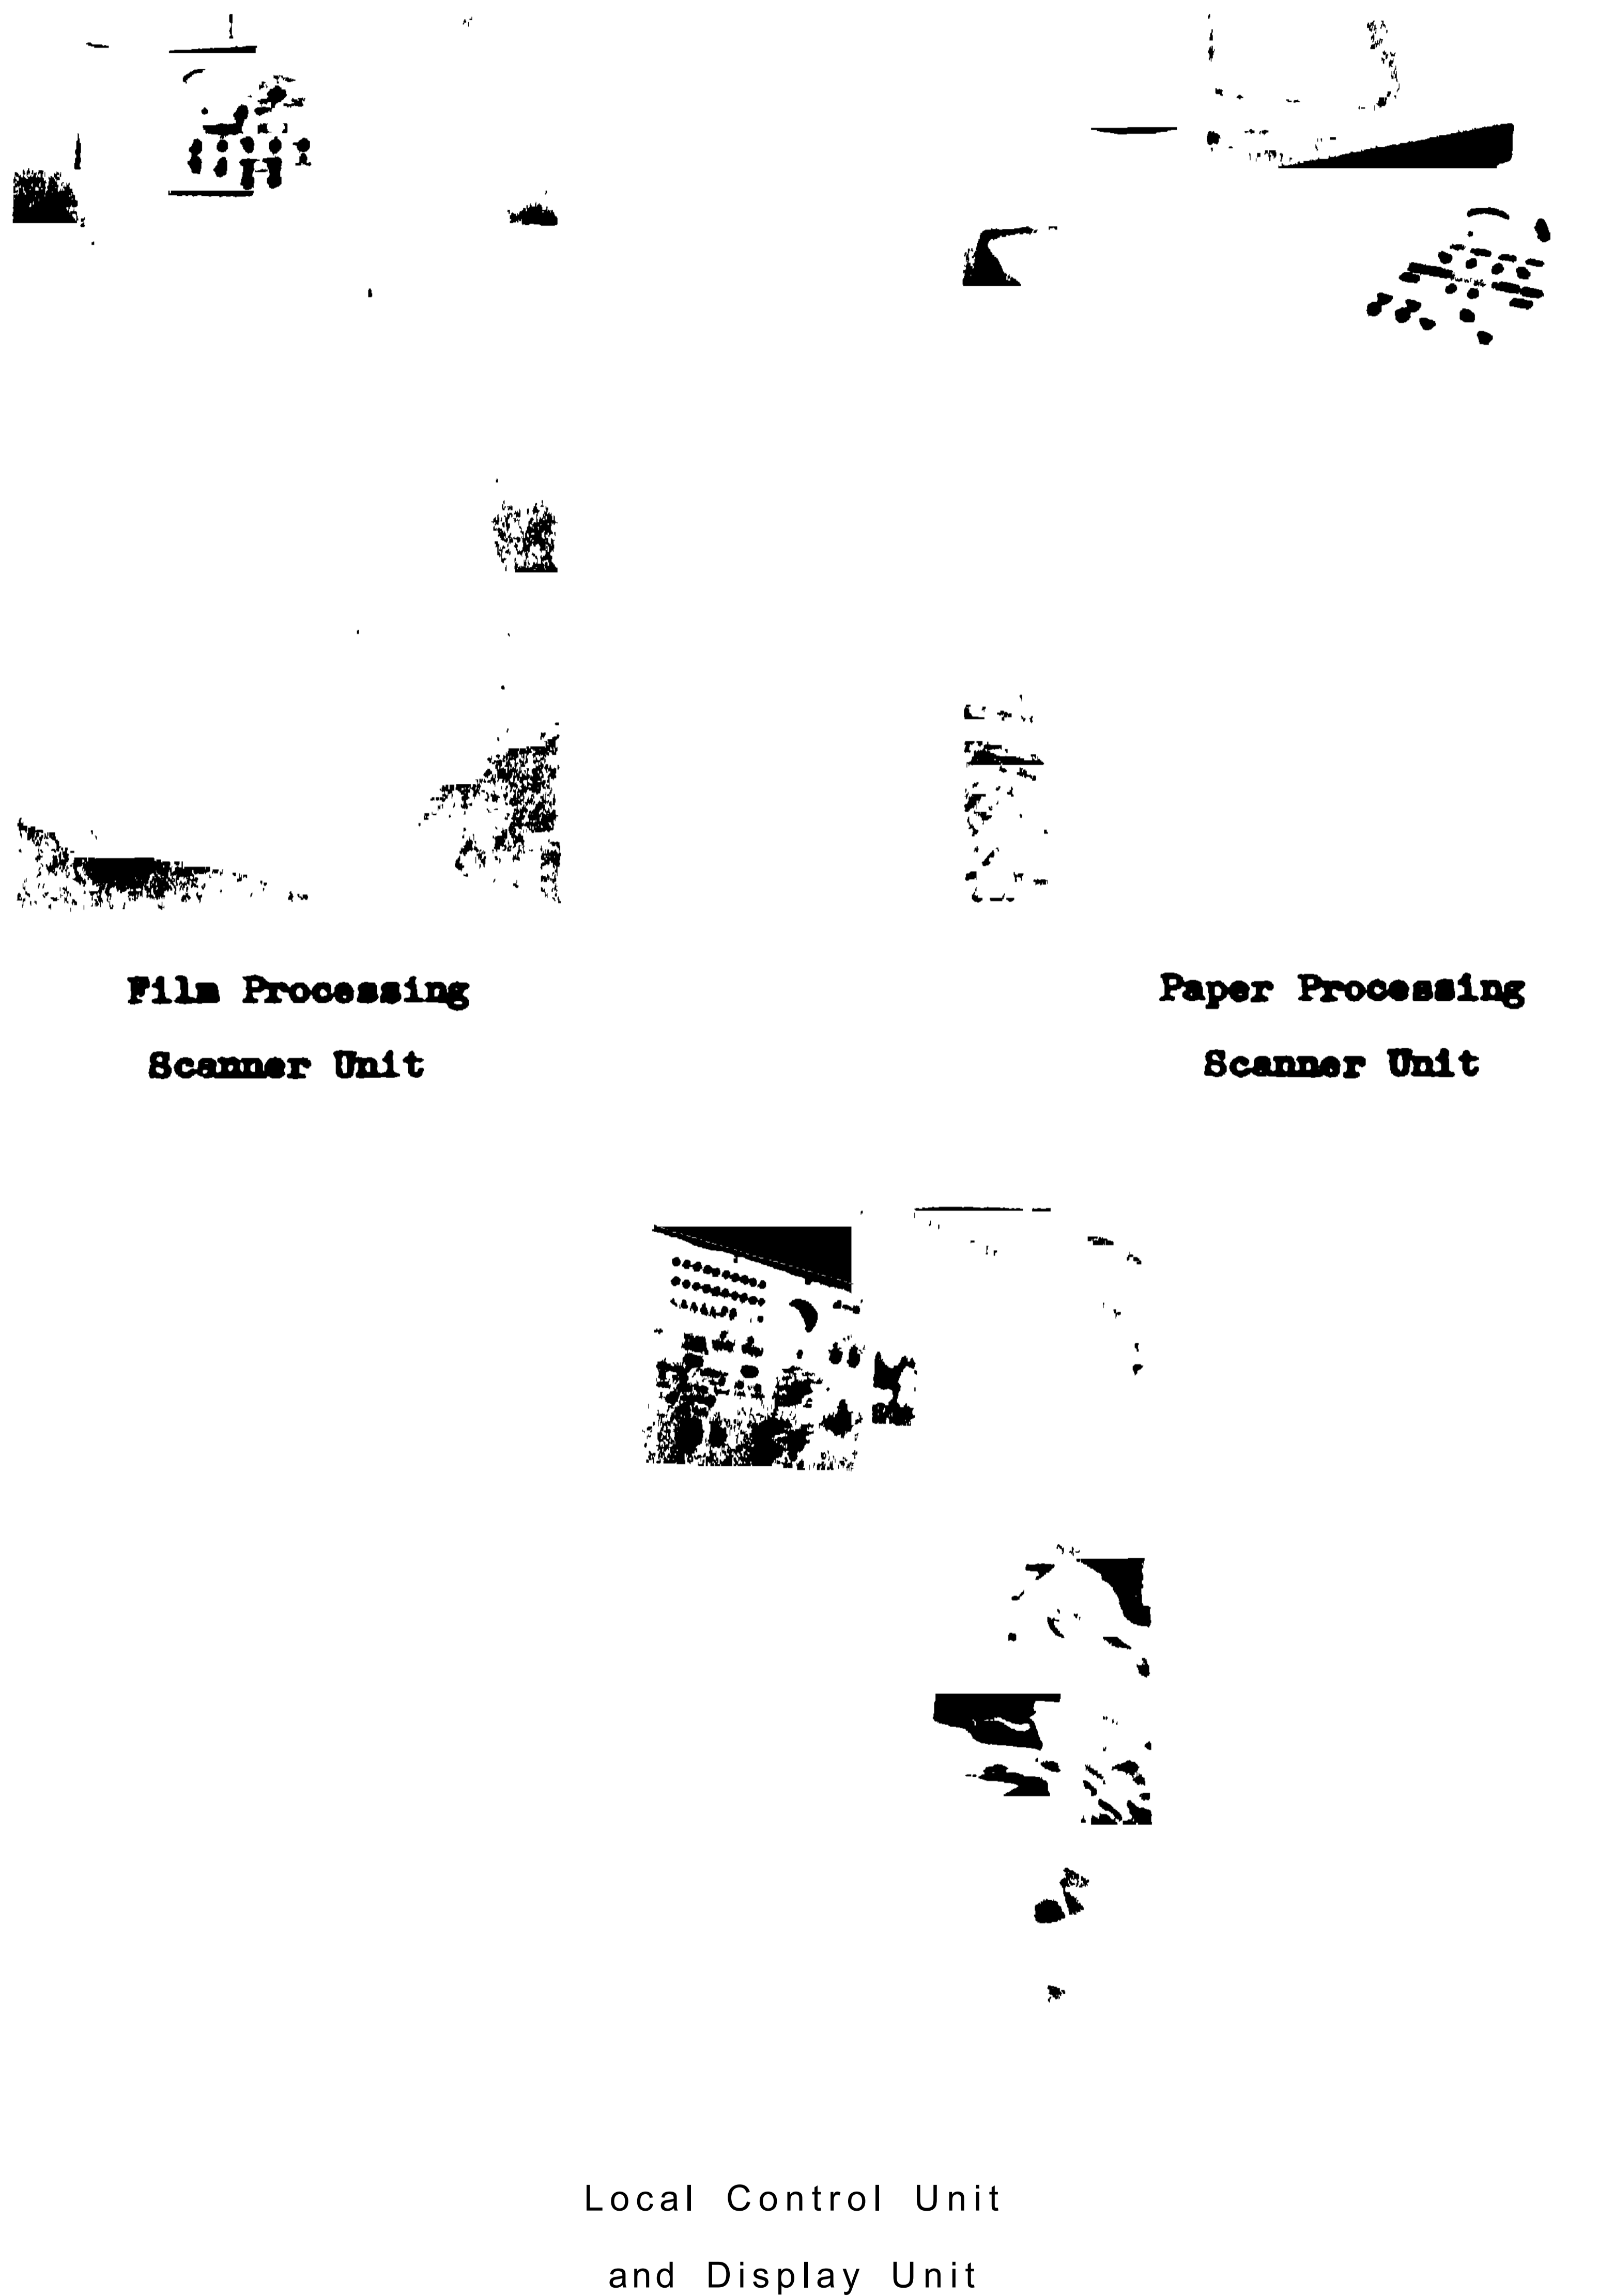 Film Processing
Scanner Unit
Paper Processing
Scanner Unit
Local Control Unit
and Display Unit